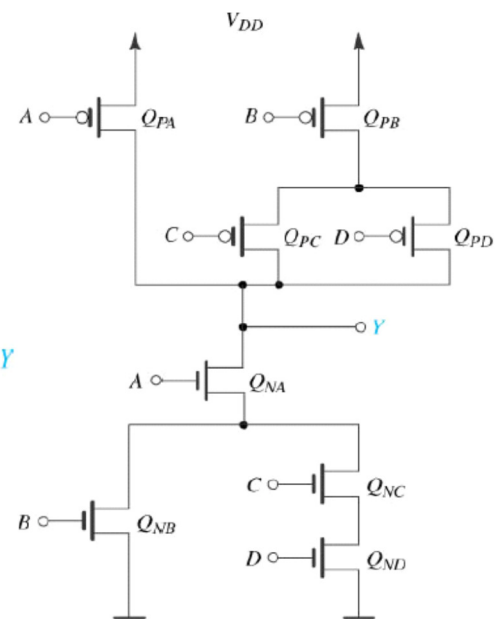 V_DD
A Q_PA B Q_PB
C Q_PC D Q_PD
Y
Y
A Q_NA
C Q_NC
B Q_NB
D Q_ND